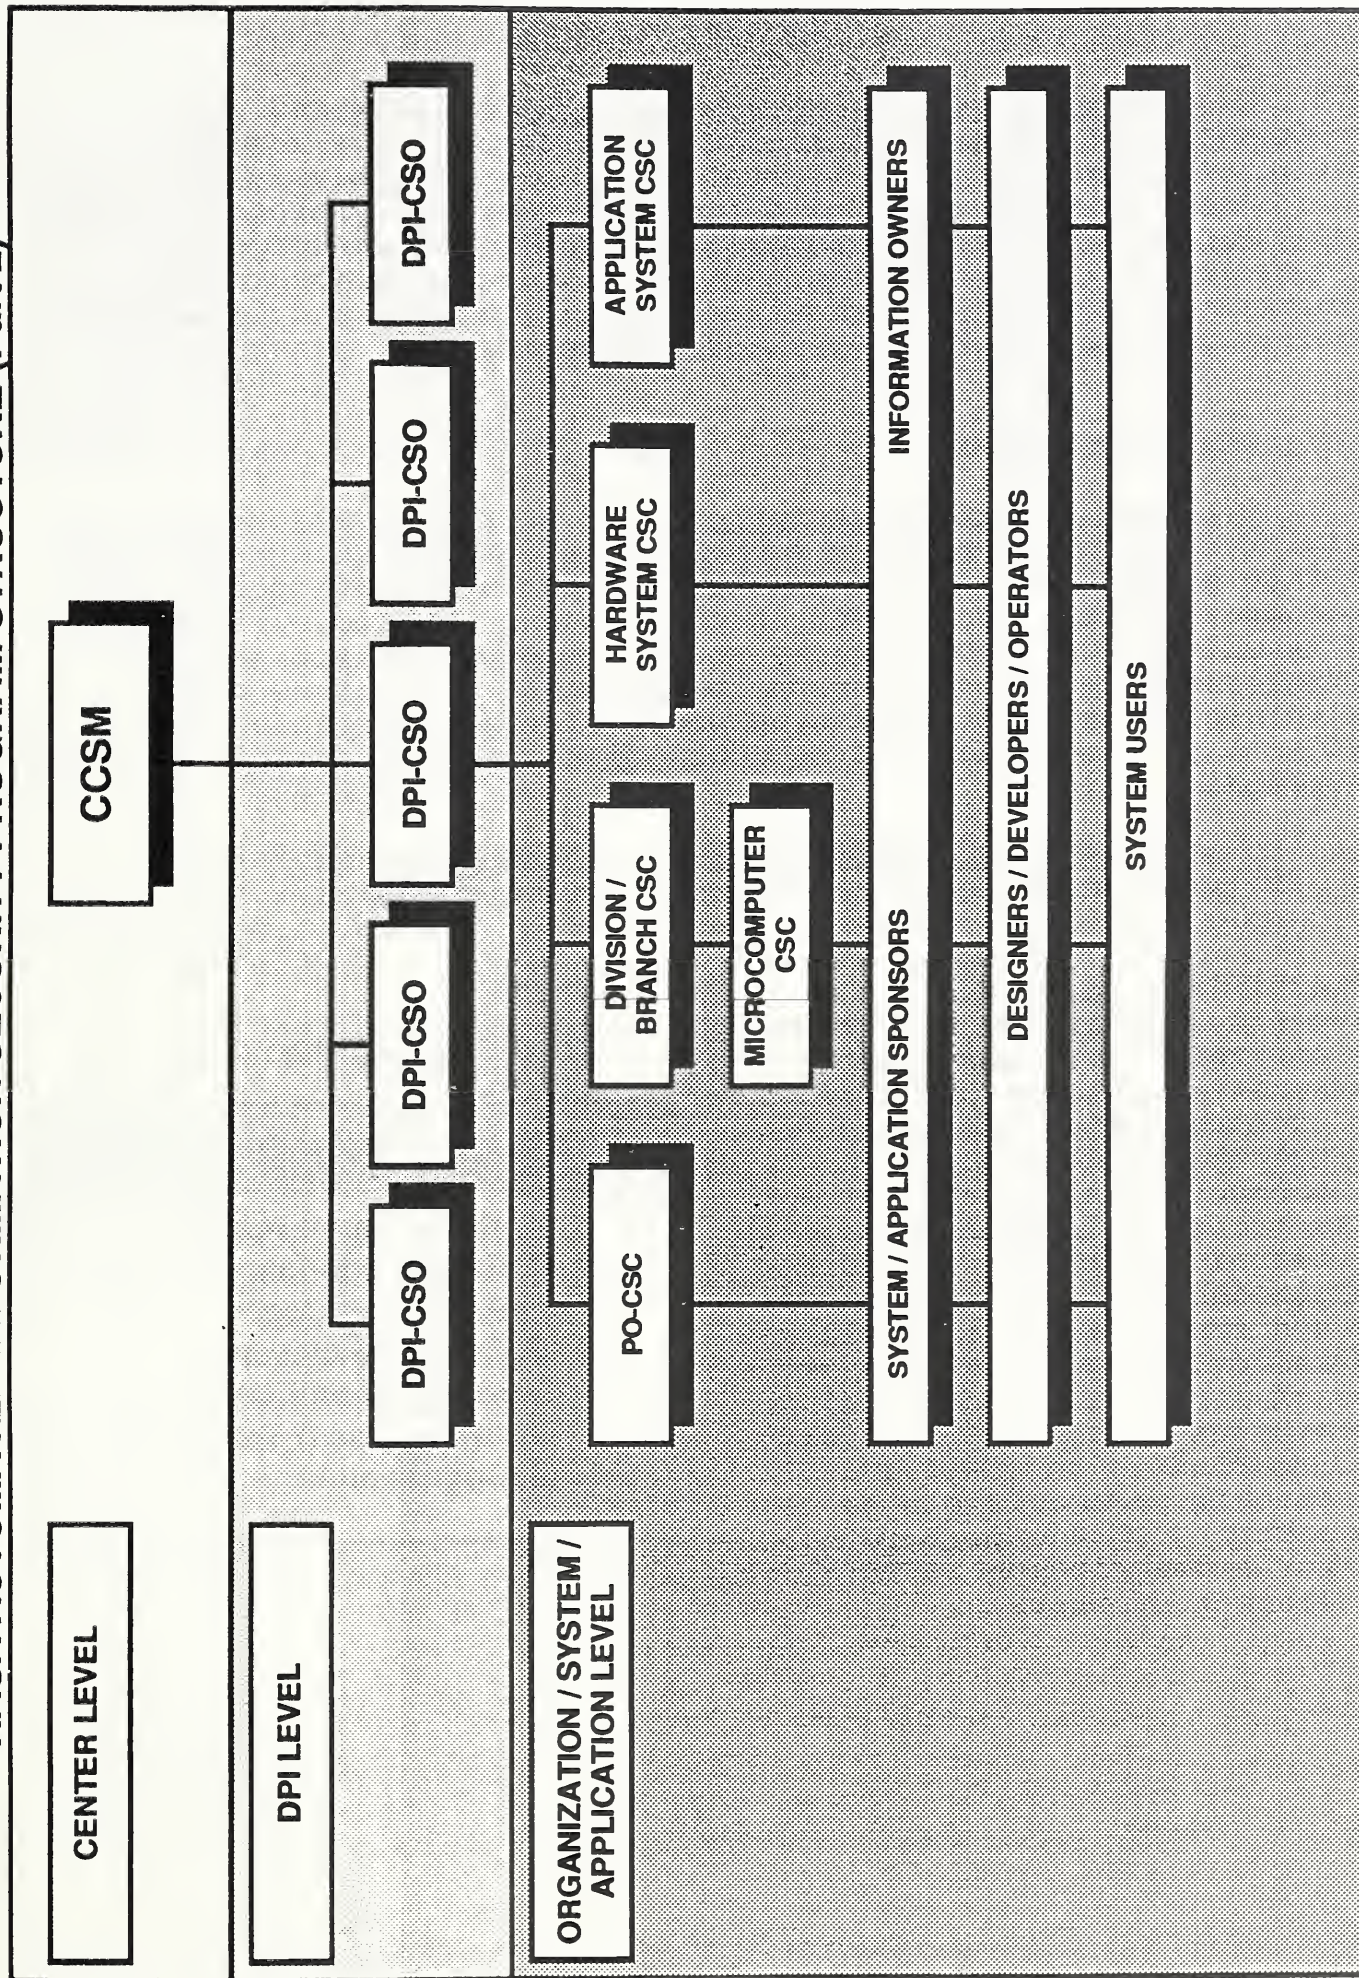 CENTER LEVEL
CCSM
DPI LEVEL
DPI-CSO
DPI-CSO
DPI-CSO
DPI-CSO
DPI-CSO
ORGANIZATION / SYSTEM /
APPLICATION LEVEL
PO-CSC
DIVISION /
BRANCH CSC
HARDWARE
SYSTEM CSC
APPLICATION
SYSTEM CSC
MICROCOMPUTER
CSC
SYSTEM / APPLICATION SPONSORS
INFORMATION OWNERS
DESIGNERS / DEVELOPERS / OPERATORS
SYSTEM USERS